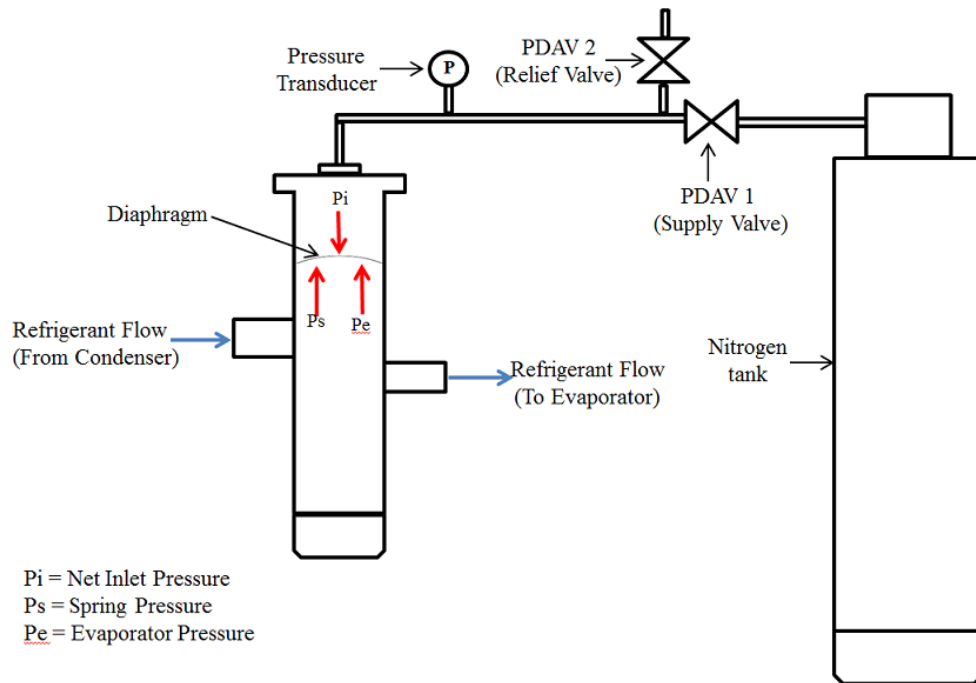 PDAV 2
(Relief Valve)
Pressure
Transducer
P
PDAV 1
(Supply Valve)
Pi
Diaphragm
Ps
Pe
Refrigerant Flow
(From Condenser)
Refrigerant Flow
(To Evaporator)
Nitrogen
tank
Pi = Net Inlet Pressure
Ps = Spring Pressure
Pe = Evaporator Pressure